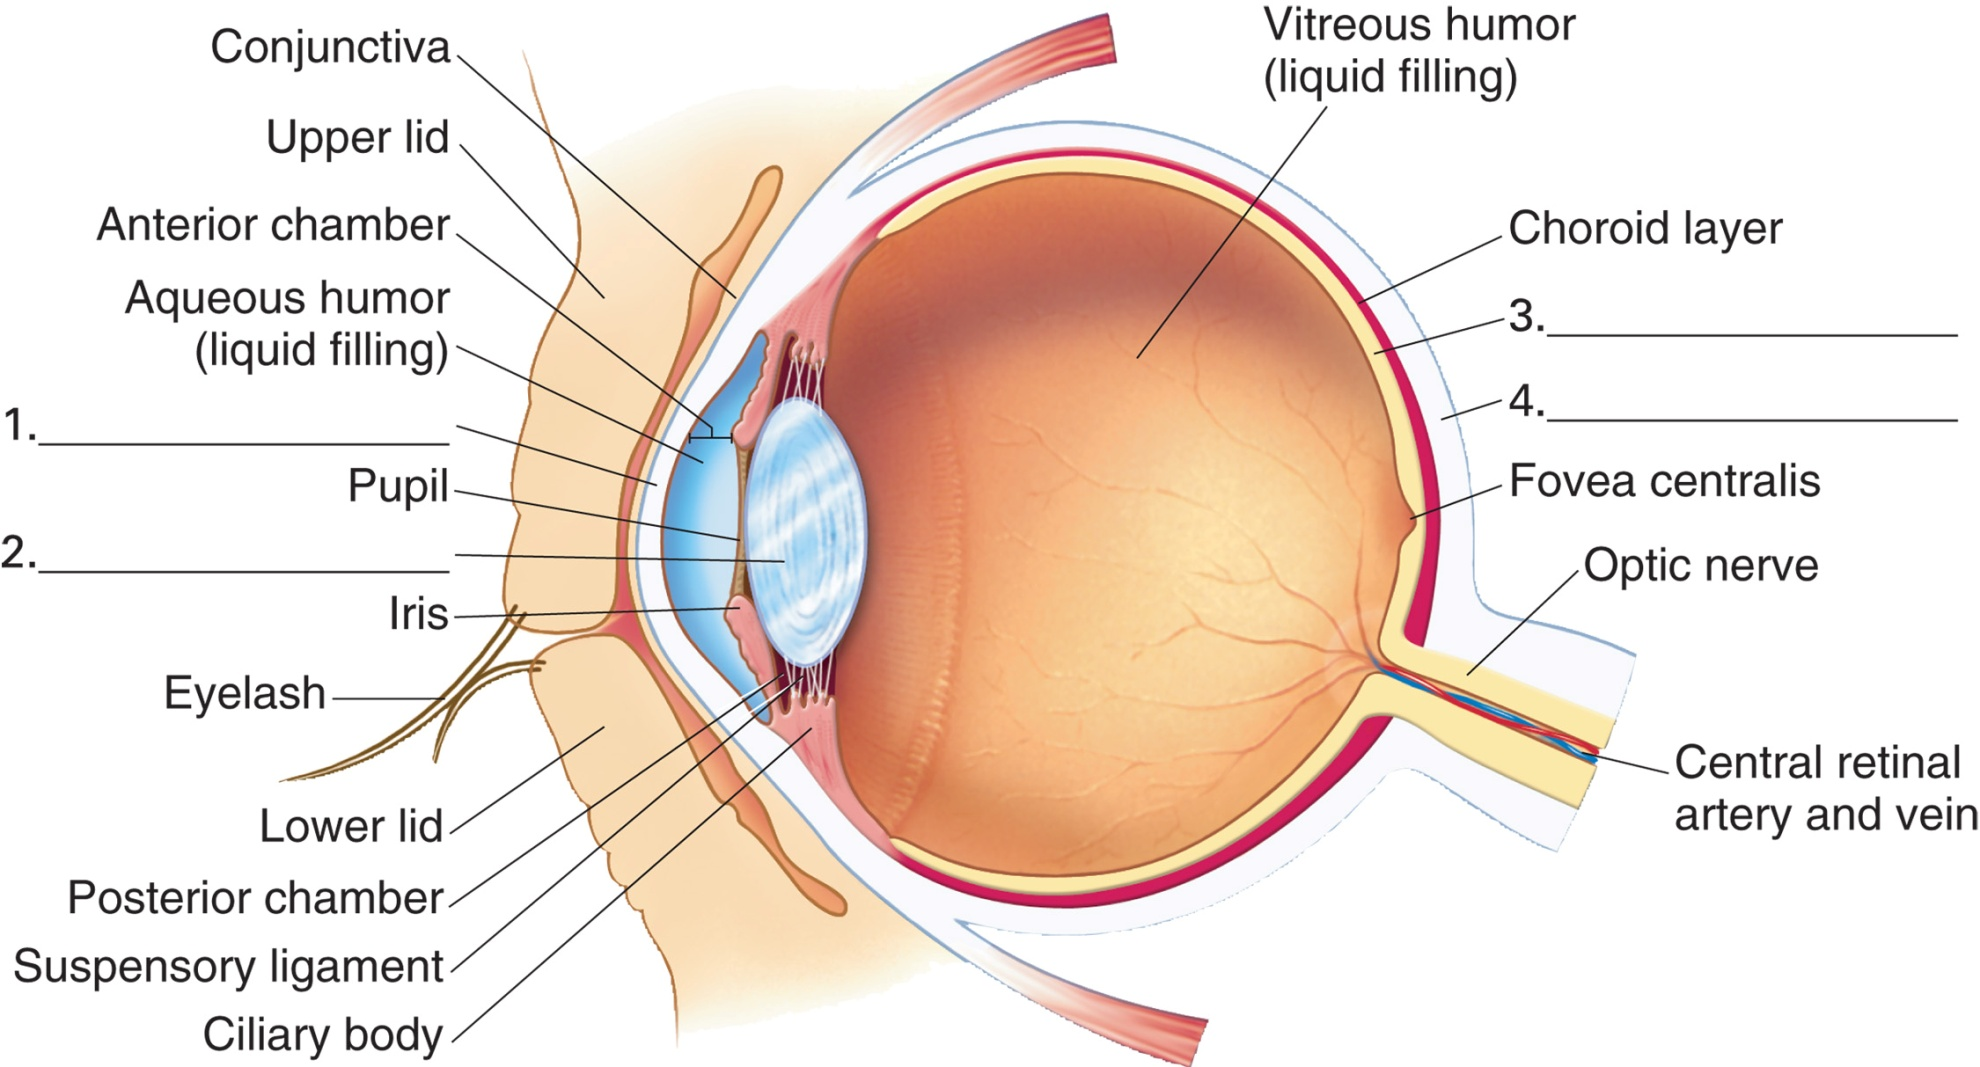 Conjunctiva
Upper lid
Anterior chamber
Aqueous humor
(liquid filling)
1.
Pupil
2.
Iris
Eyelash
Lower lid
Posterior chamber
Suspensory ligament
Ciliary body
Vitreous humor
(liquid filling)
Choroid layer
3.
4.
Fovea centralis
Optic nerve
Central retinal
artery and vein